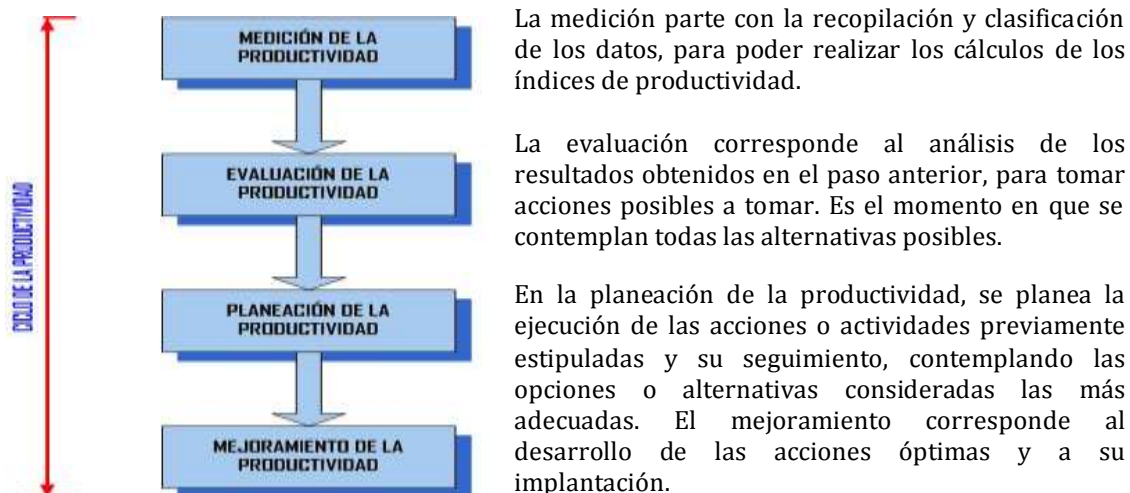 CICLO DE LA PRODUCTIVIDAD
MEDICIÓN DE LA
PRODUCTIVIDAD
EVALUACIÓN DE LA
PRODUCTIVIDAD
PLANEACIÓN DE LA
PRODUCTIVIDAD
MEJORAMIENTO DE LA
PRODUCTIVIDAD
La medición parte con la recopilación y clasificación
de los datos, para poder realizar los cálculos de los
índices de productividad.
La evaluación corresponde al análisis de los
resultados obtenidos en el paso anterior, para tomar
acciones posibles a tomar. Es el momento en que se
contemplan todas las alternativas posibles.
En la planeación de la productividad, se planea la
ejecución de las acciones o actividades previamente
estipuladas y su seguimiento, contemplando las
opciones o alternativas consideradas las más
adecuadas. El mejoramiento corresponde al
desarrollo de las acciones óptimas y a su
implantación.